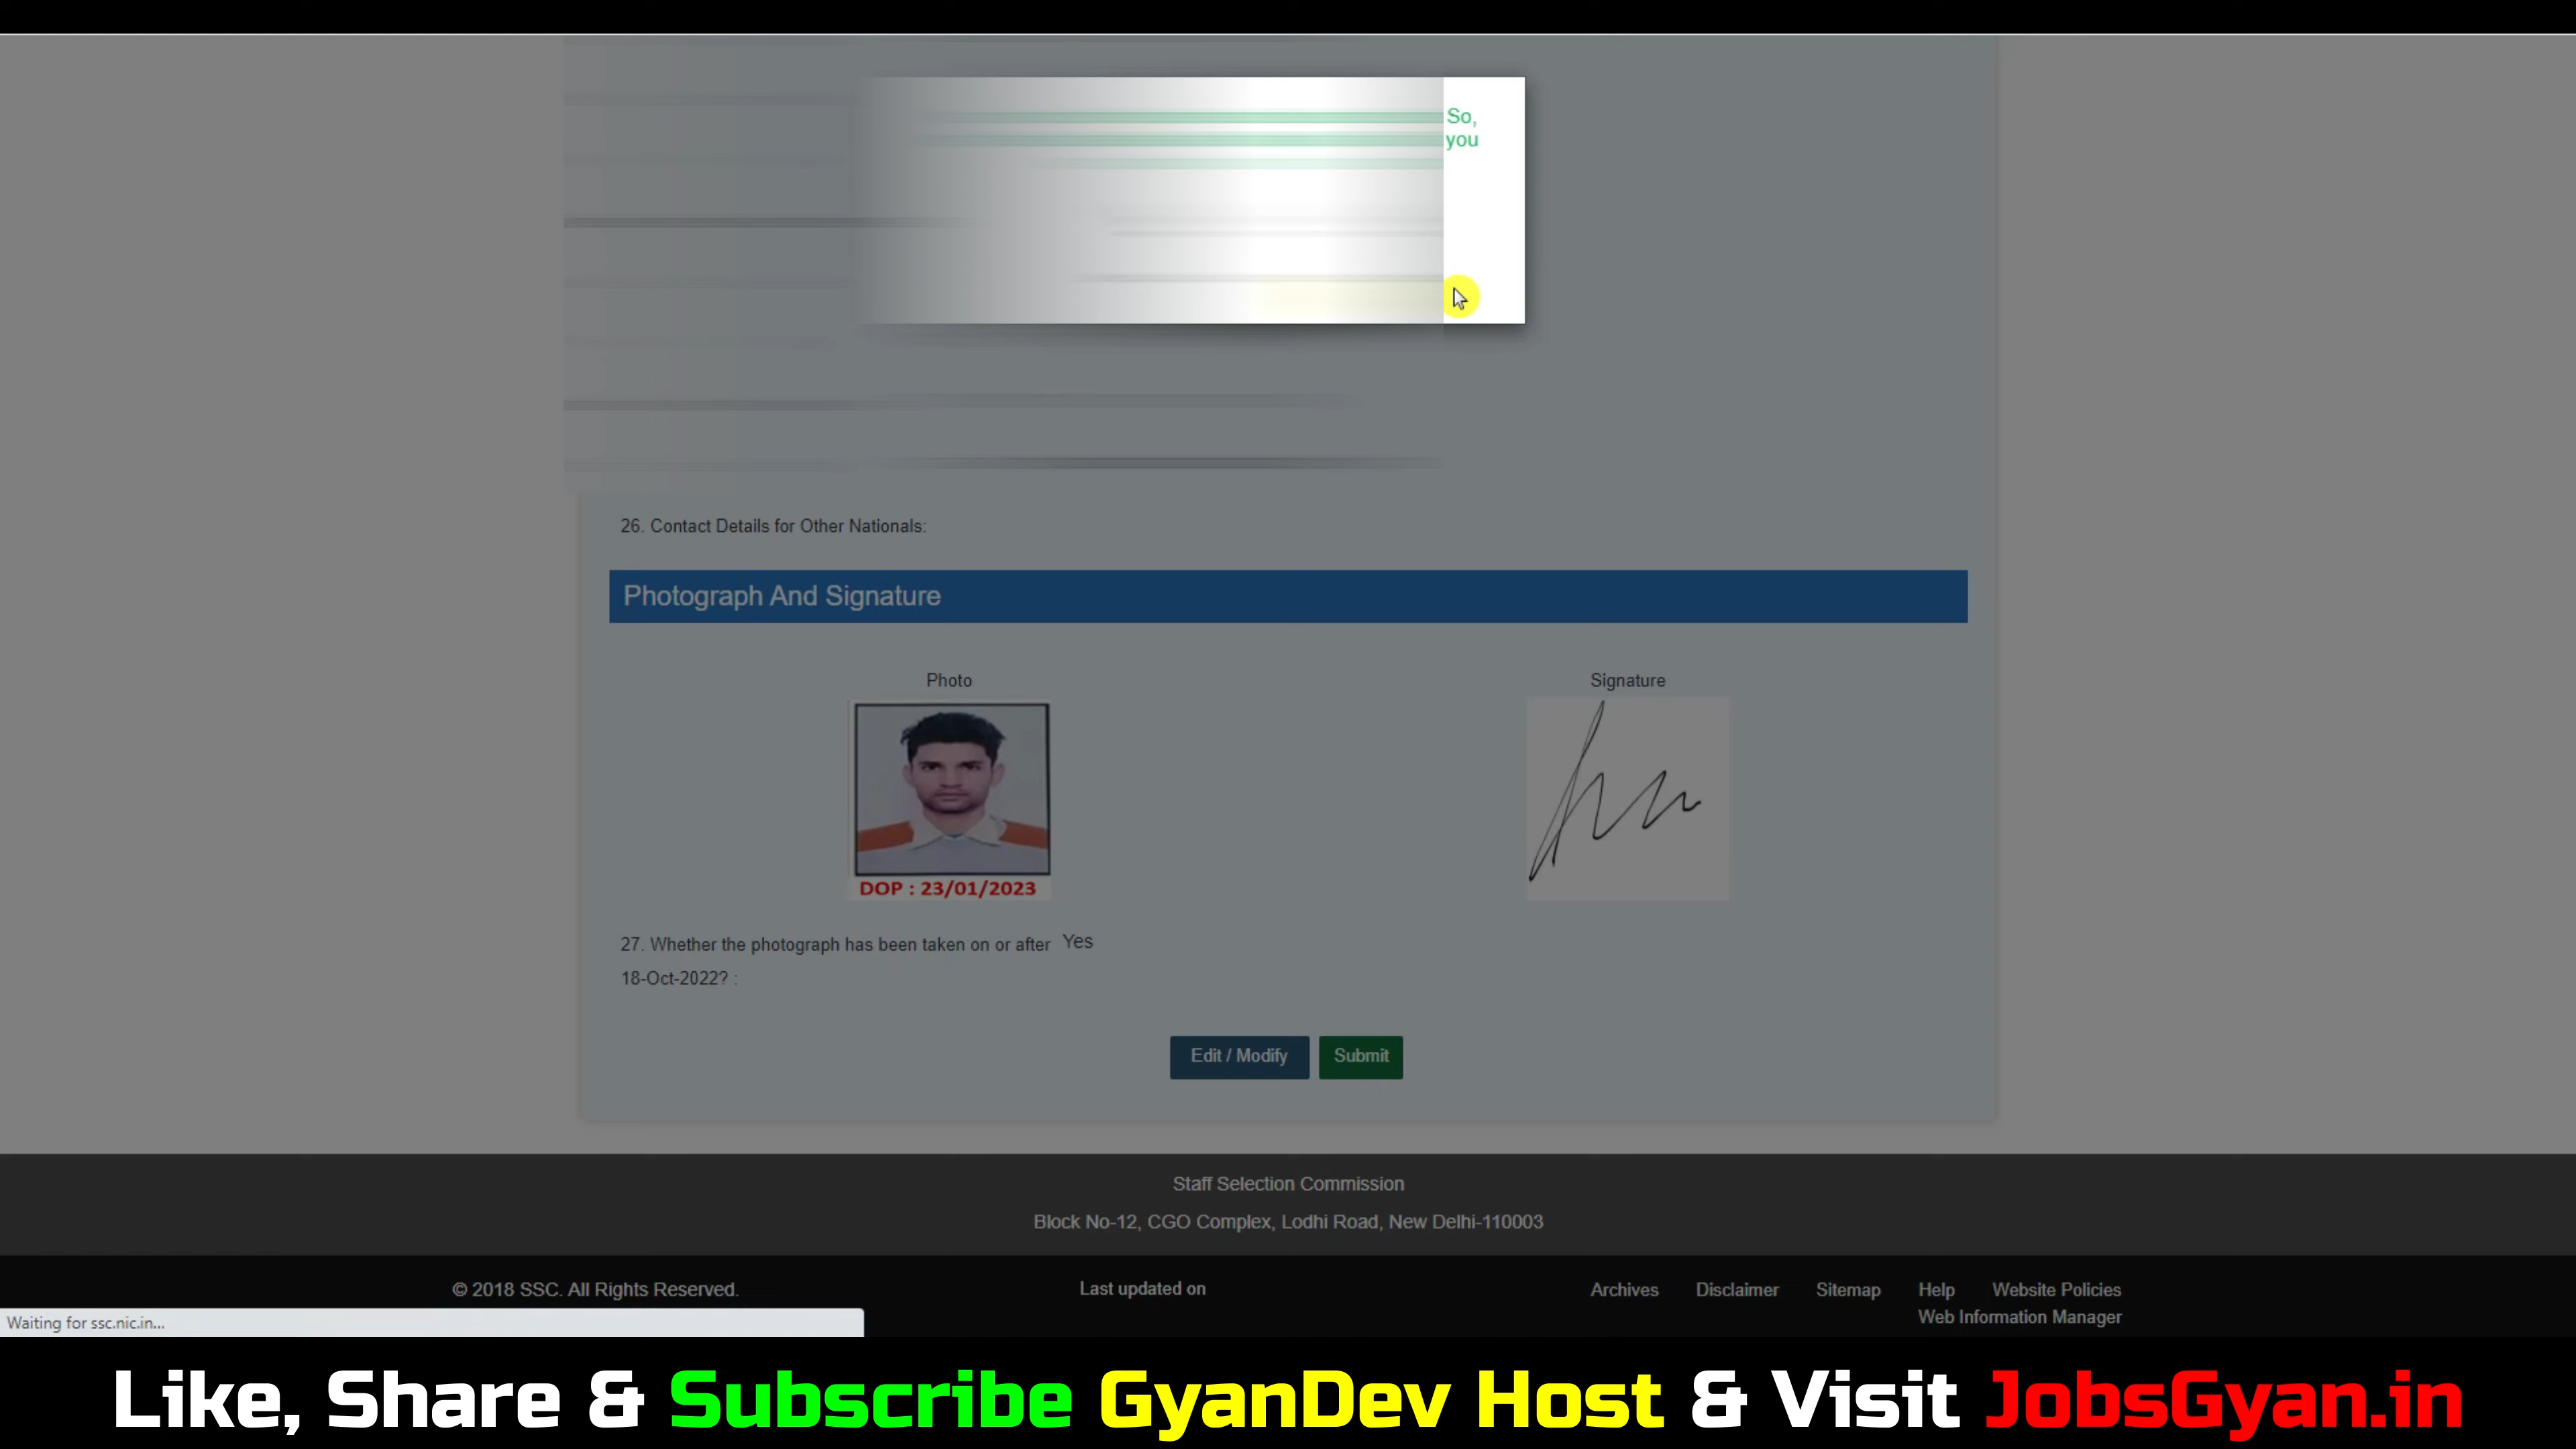 So,
you
26. Contact Details for Other Nationals:
Photograph And Signature
Photo
Signature
DOP : 23/01/2023
27. Whether the photograph has been taken on or after Yes
18-Oct-2022? :
Edit / Modify
Submit
Staff Selection Commission
Block No-12, CGO Complex, Lodhi Road, New Delhi-110003
© 2018 SSC. All Rights Reserved.
Last updated on
Archives Disclaimer Sitemap Help Website Policies
Web Information Manager
Waiting for ssc.nic.in...
Like, Share & Subscribe GyanDev Host & Visit JobsGyan.in